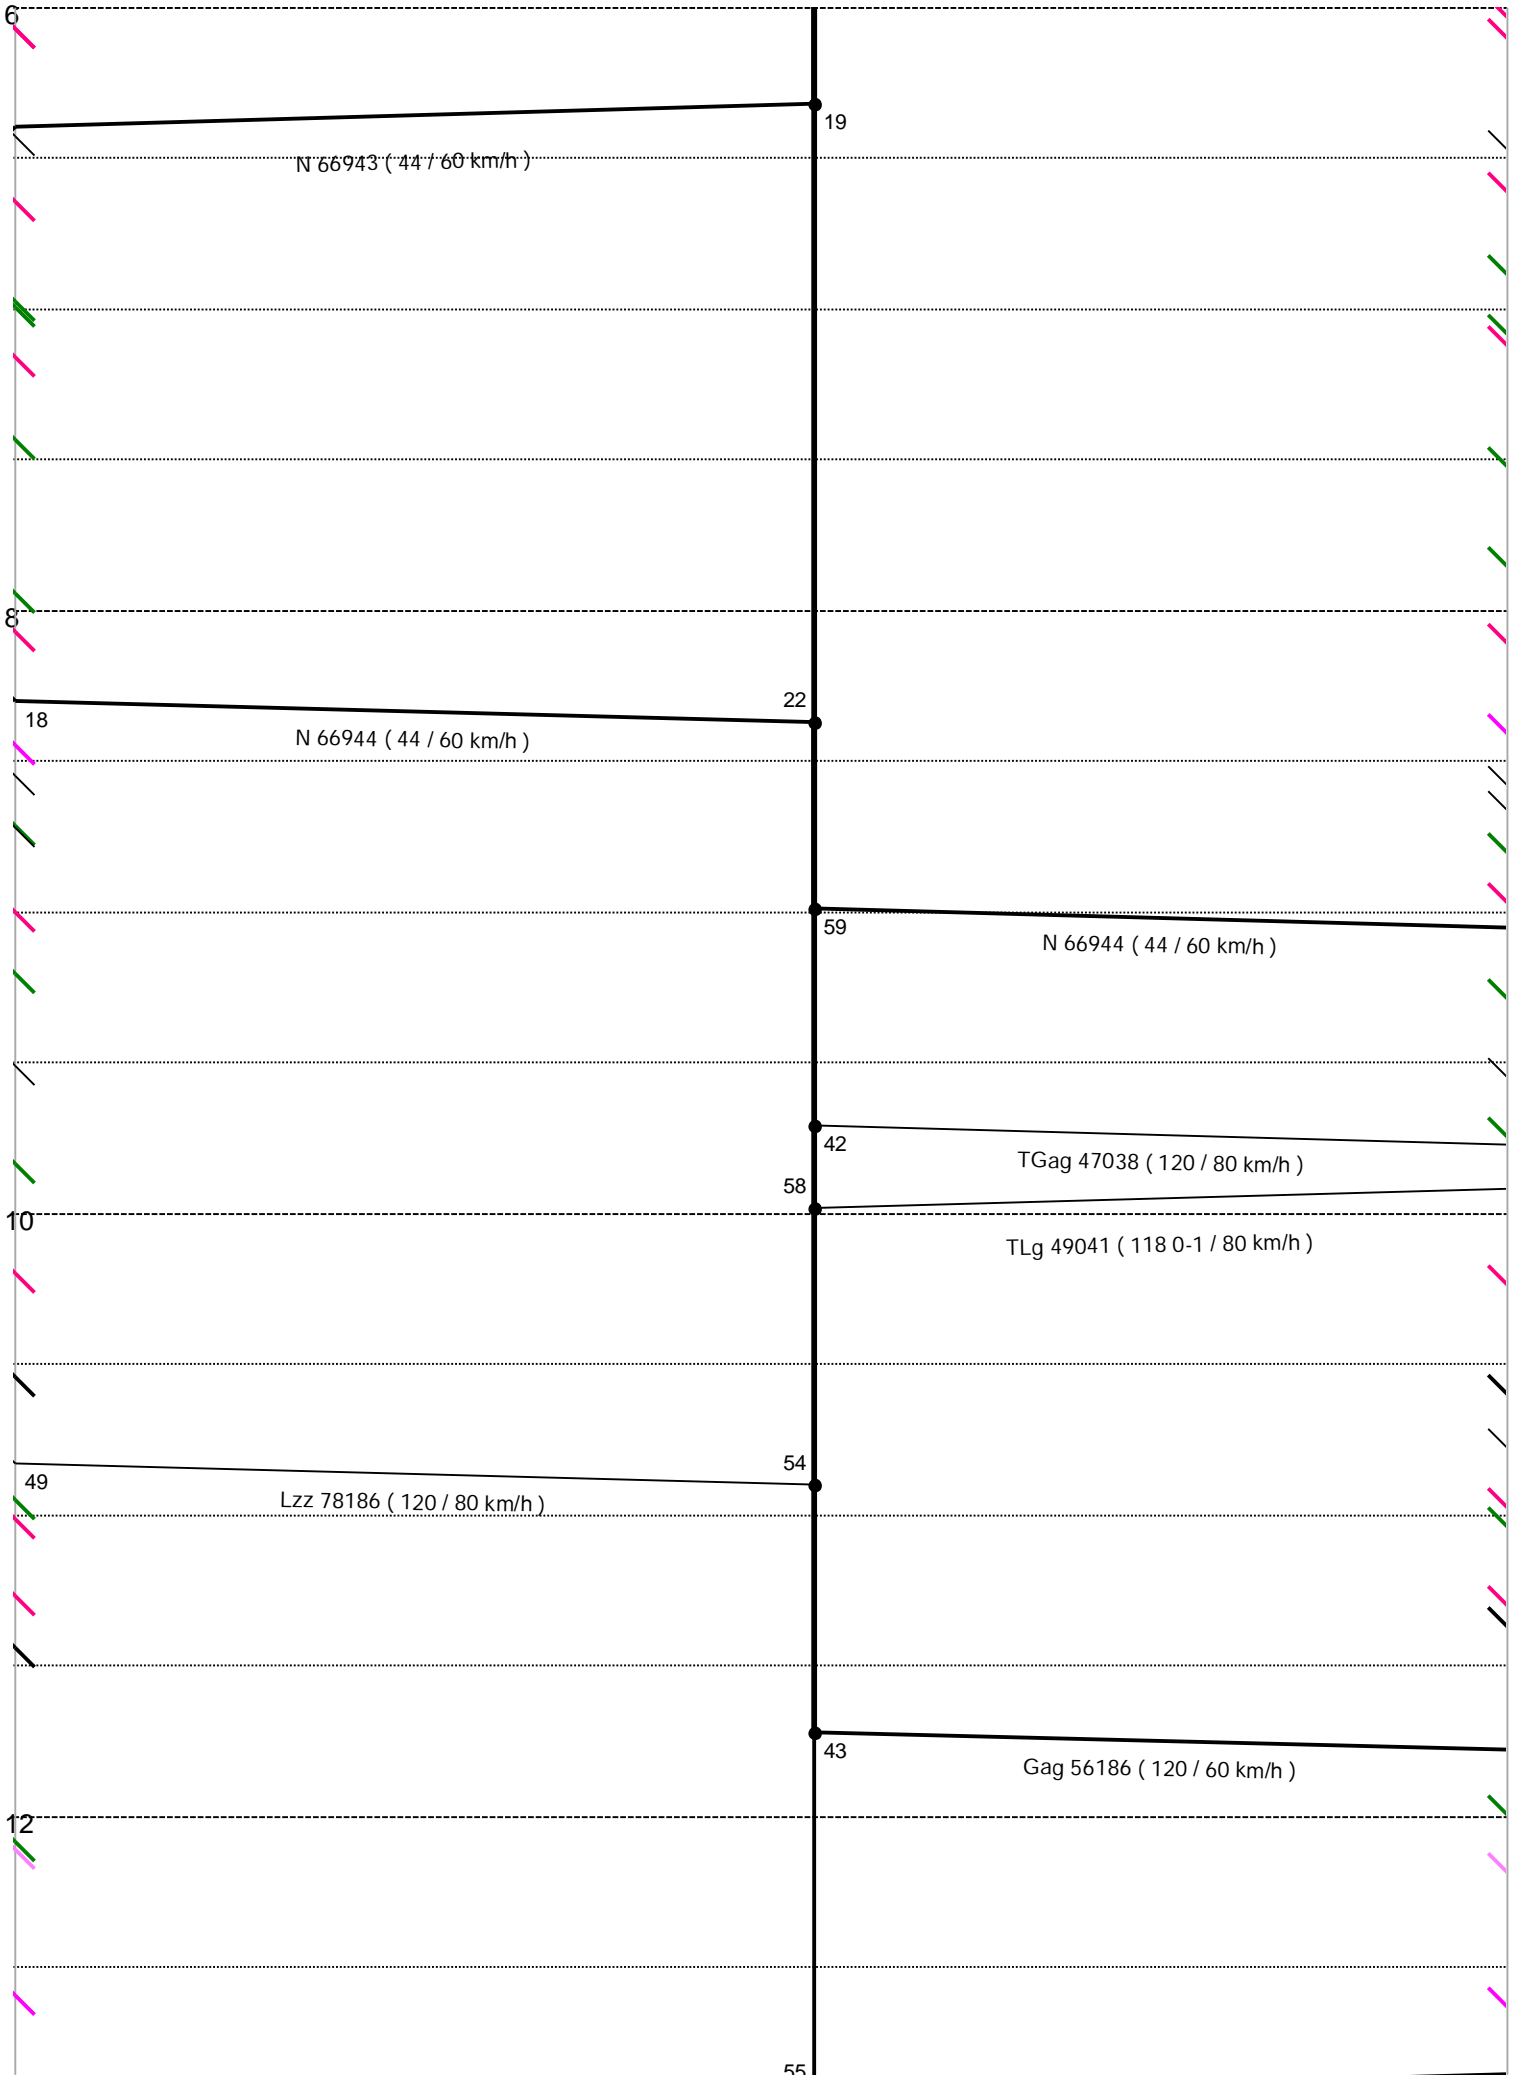 6
19
N 66943 ( 44 / 60 km/h )
8
22
18
N 66944 ( 44 / 60 km/h )
59
N 66944 ( 44 / 60 km/h )
42
TGag 47038 ( 120 / 80 km/h )
58
10
TLg 49041 ( 118 0-1 / 80 km/h )
54
49
Lzz 78186 ( 120 / 80 km/h )
43
Gag 56186 ( 120 / 60 km/h )
12
55